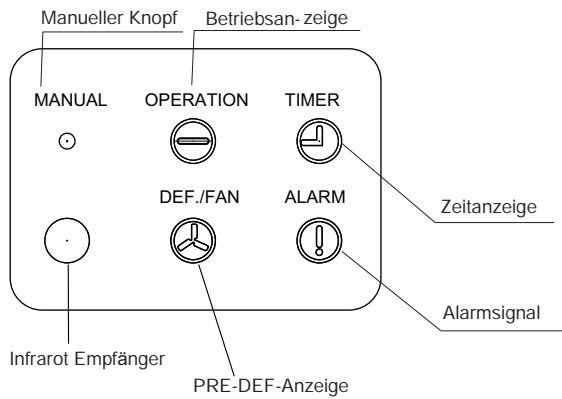 Manueller Knopf
Betriebsan-zeige
MANUAL
OPERATION
TIMER
DEF./FAN
ALARM
Zeitanzeige
Alarmsignal
Infrarot Empfänger
PRE-DEF-Anzeige